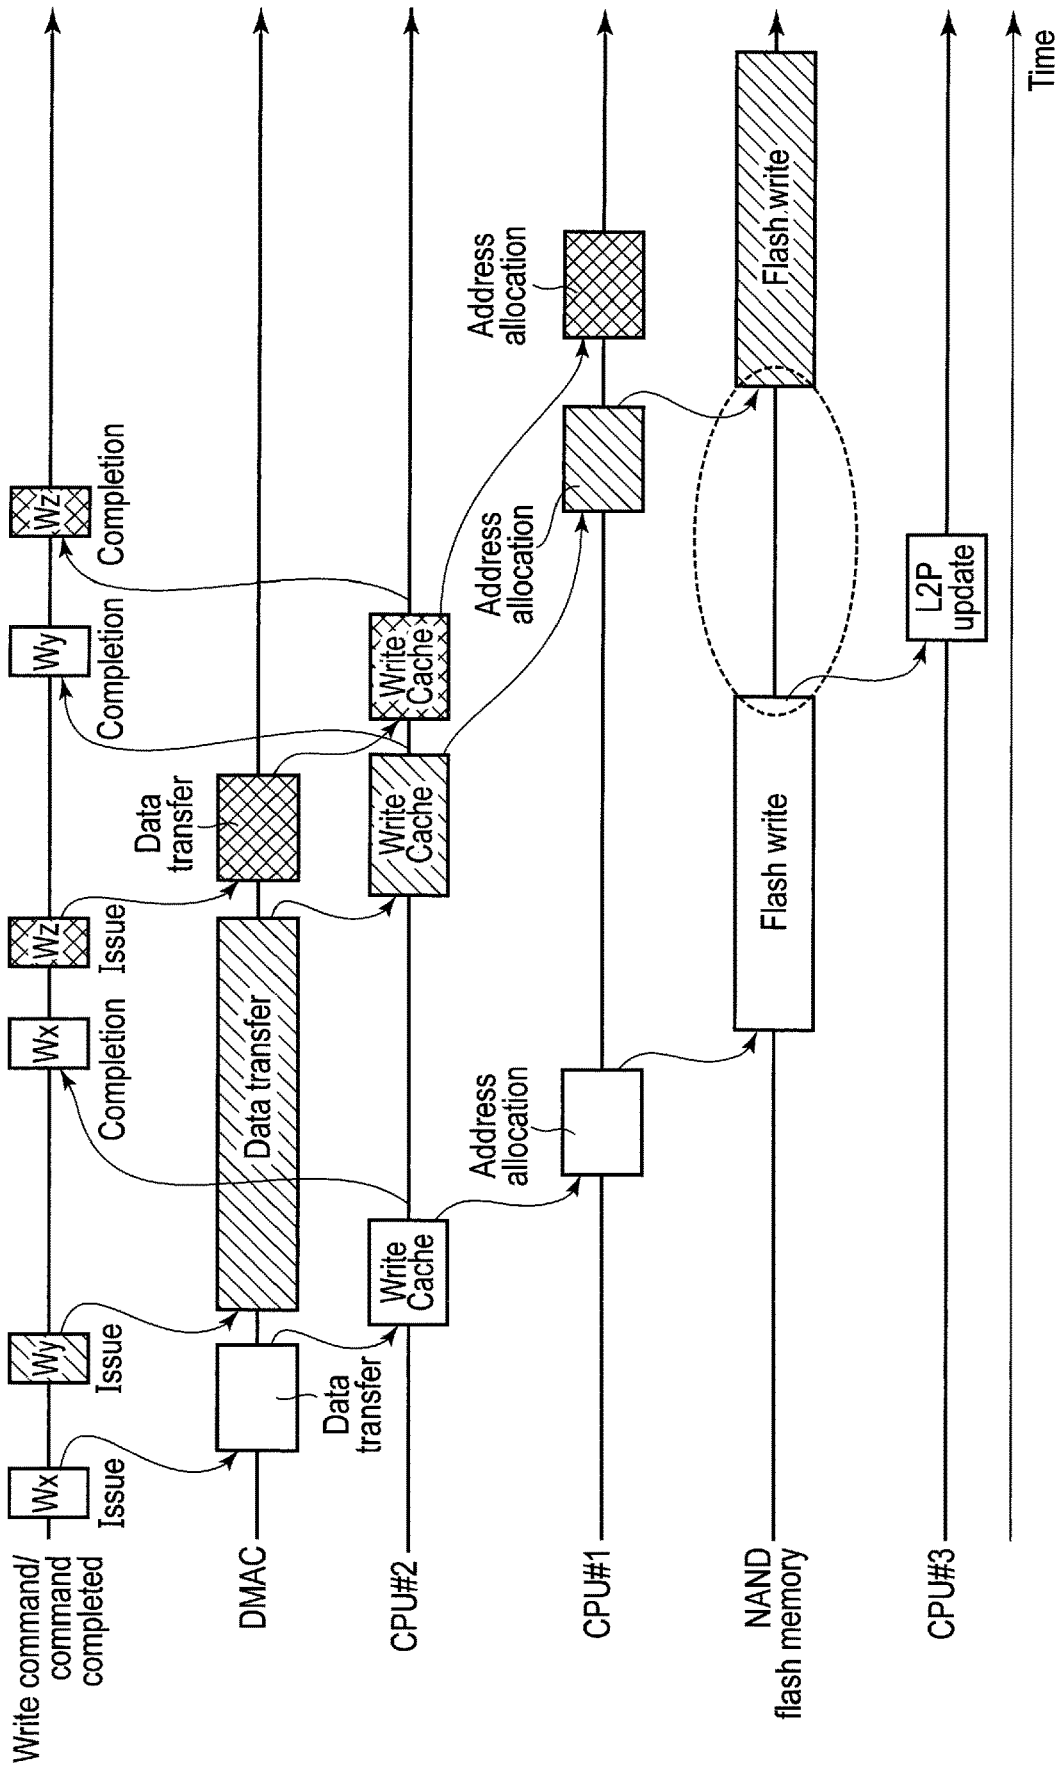 Write command/
command
completed
Wx
Issue
Wy
Issue
Wx
Completion
Wz
Issue
Wy
Completion
Wz
Completion
DMAC
Data
transfer
Data transfer
Data
transfer
CPU#2
Write
Cache
Write
Cache
Write
Cache
CPU#1
Address
allocation
Address
allocation
Address
allocation
NAND
flash memory
Flash write
Flash write
CPU#3
L2P
update
Time